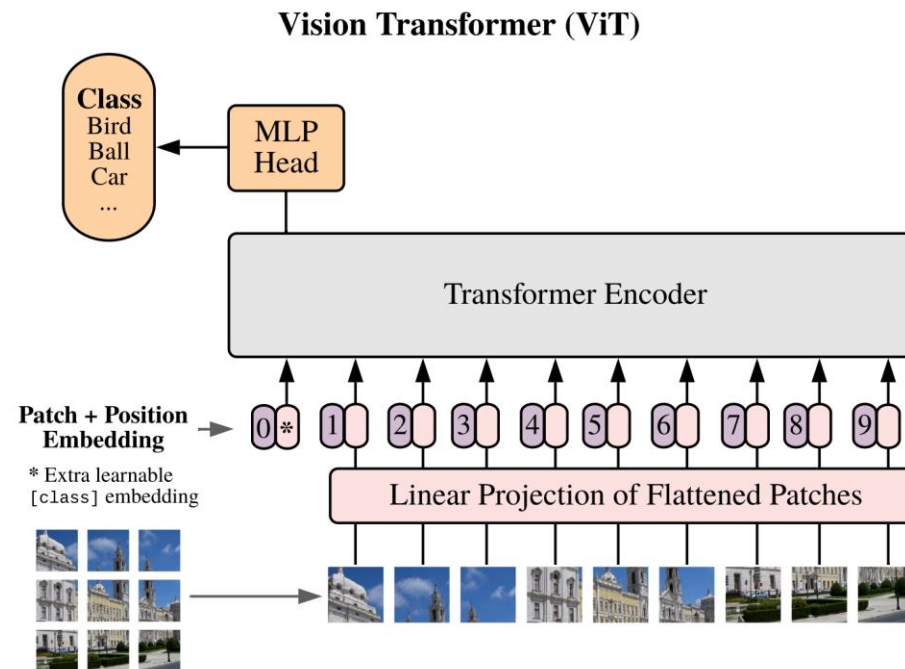 Vision Transformer (ViT)
Class
Bird
Ball
Car
...
MLP
Head
Transformer Encoder
Patch + Position
Embedding
0 * 1 2 3 4 5 6 7 8 9
* Extra learnable
[class] embedding
Linear Projection of Flattened Patches